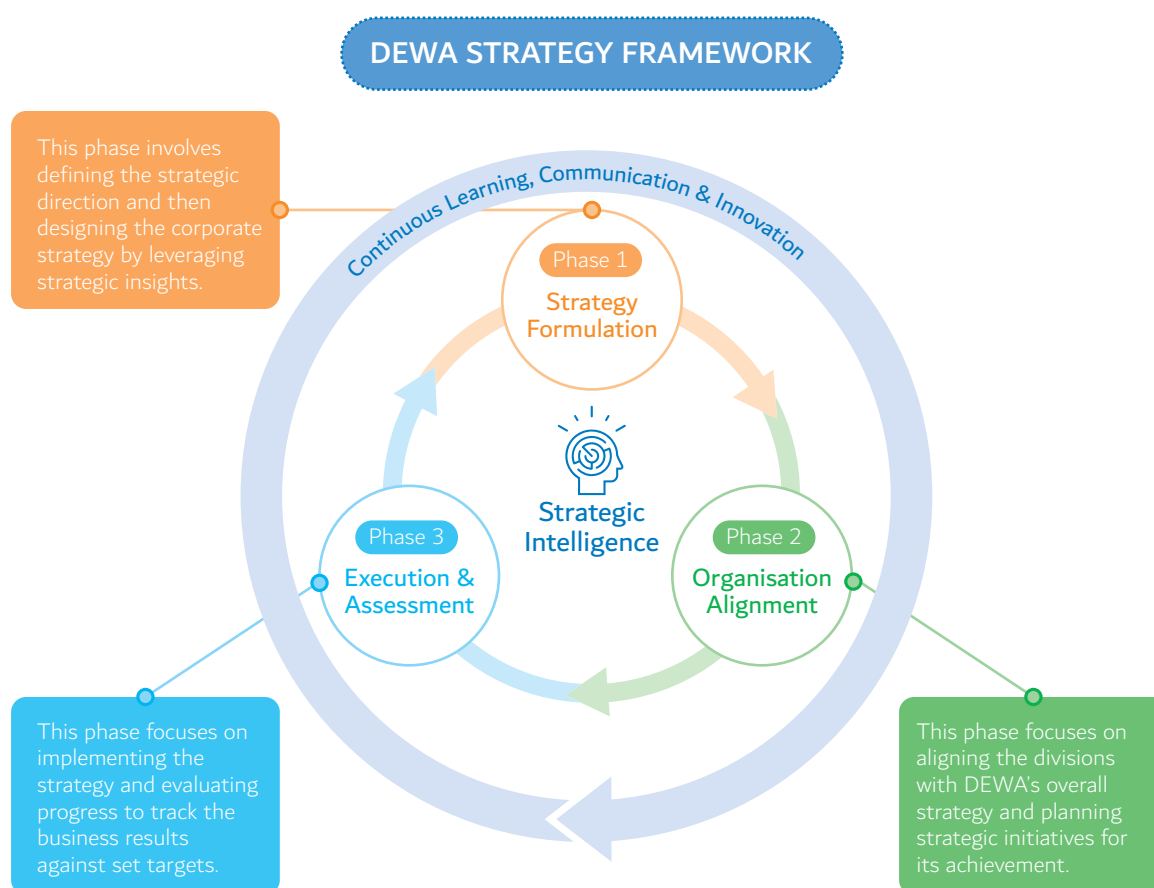 DEWA STRATEGY FRAMEWORK
This phase involves
defining the strategic
direction and then
designing the corporate
strategy by leveraging
strategic insights.
Continuous Learning, Communication & Innovation
Phase 1
Strategy
Formulation
Strategic
Intelligence
Phase 3
Execution &
Assessment
Phase 2
Organisation
Alignment
This phase focuses on
implementing the
strategy and evaluating
progress to track the
business results
against set targets.
This phase focuses on
aligning the divisions
with DEWA’s overall
strategy and planning
strategic initiatives for
its achievement.